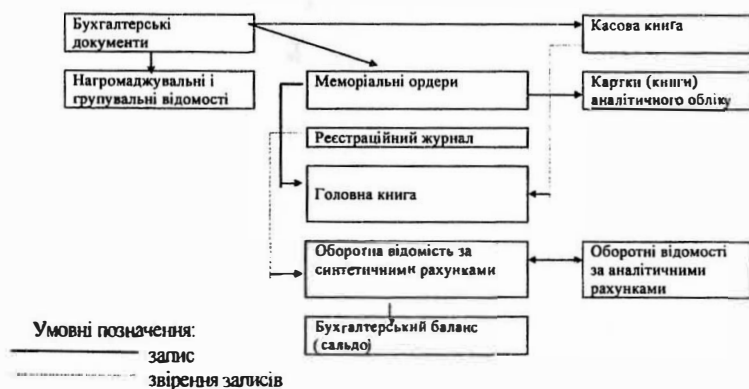 Бухгалтерські
документи
Касова книга
Нагромаджувальні і
групувальні відомості
Меморіальні ордери
Картки (книги)
аналітичного обліку
Реєстраційний журнал
Головна книга
Оборотна відомість за
синтетичними рахунками
Оборотні відомості
за аналітичними
рахунками
Бухгалтерський баланс
(сальдо)
Умовні позначення:
запис
звірення записів